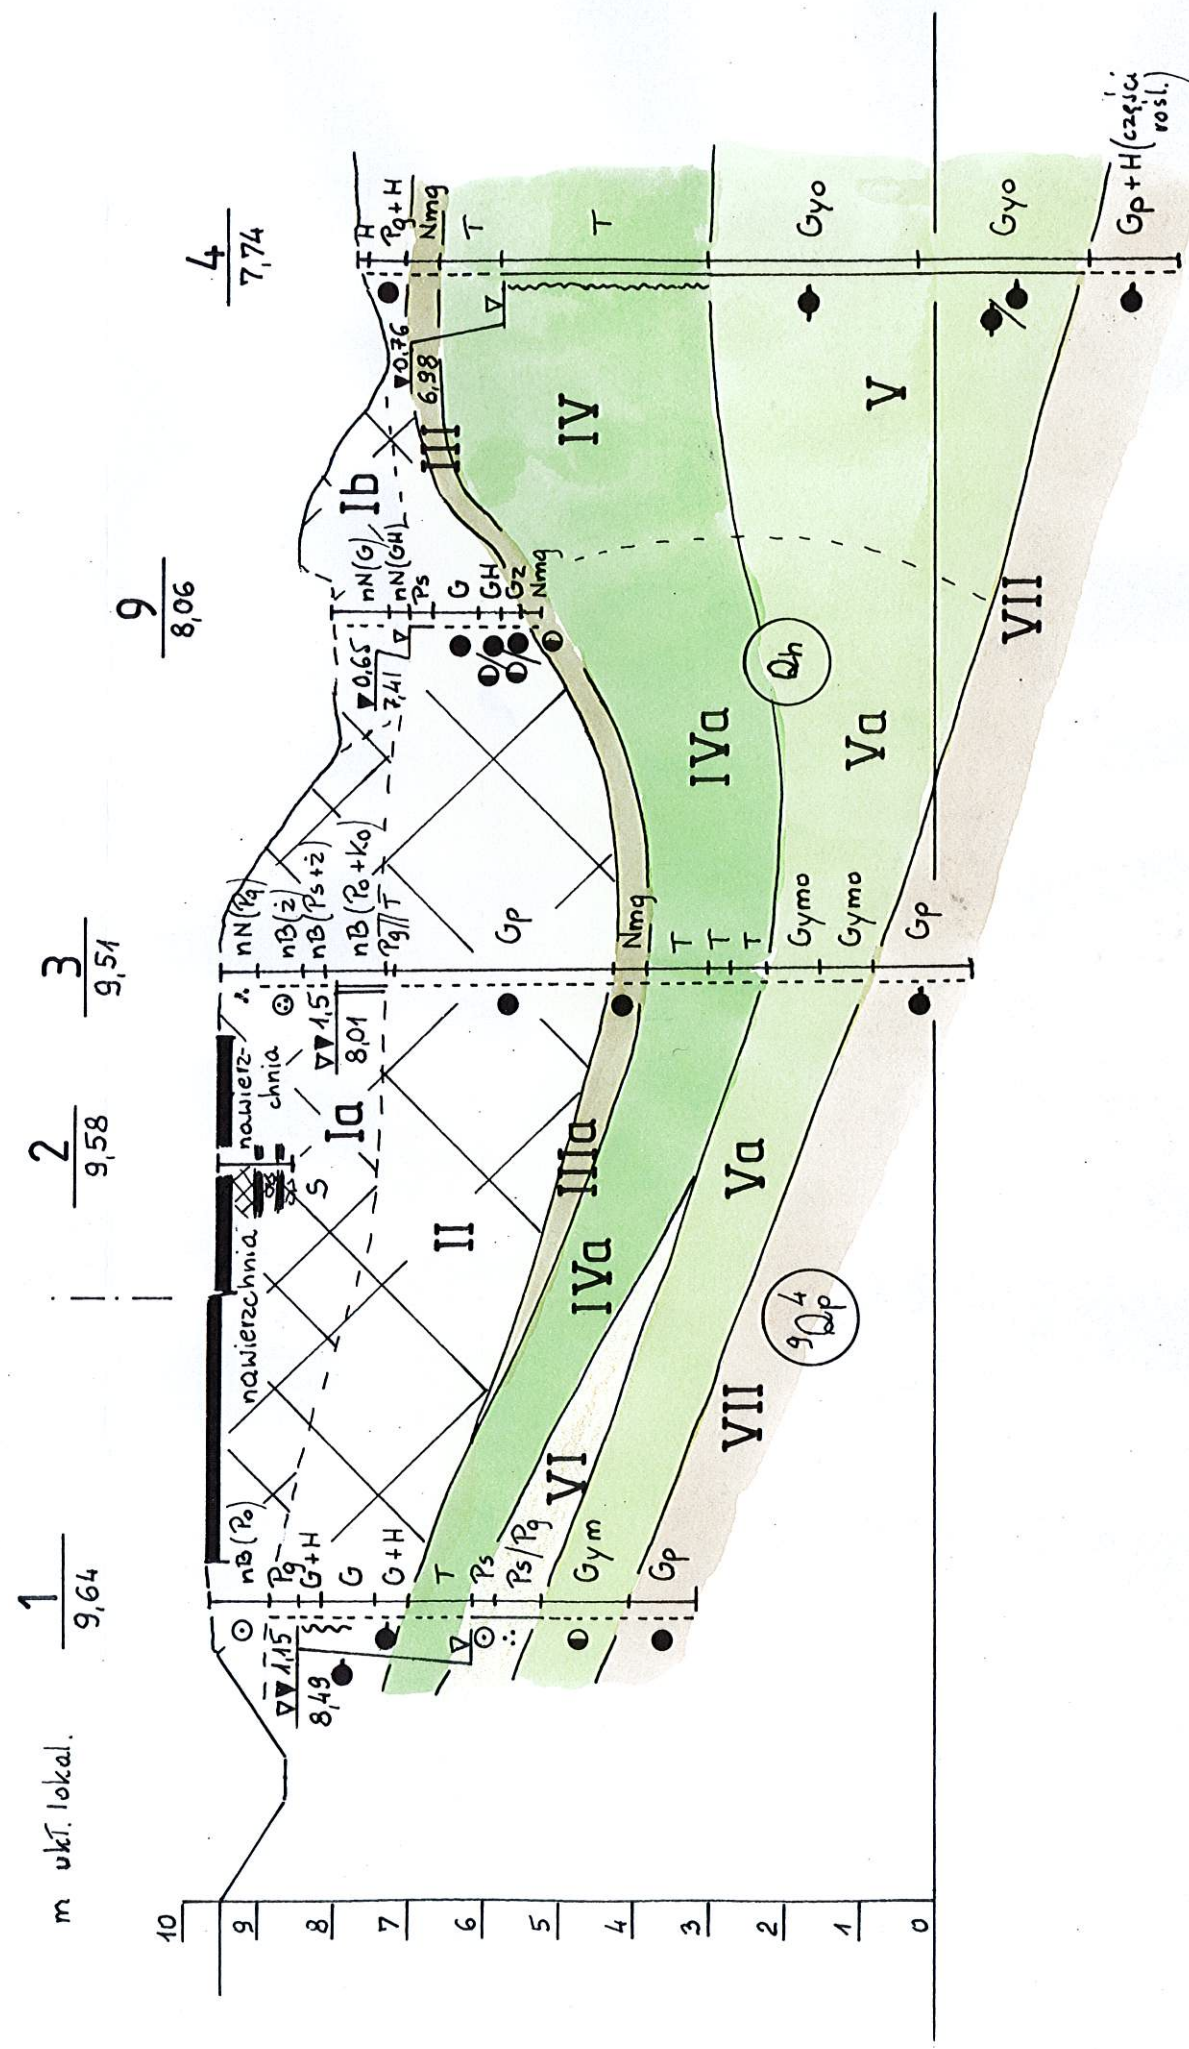 m ukł. lokal.
10
9
8
7
6
5
4
3
2
1
0
1
9,64
nB(Po)
Pg
G+H
G
G+H
T
Ps
Ps/Pg
Gym
Gp
1,15
8,49
2
9,58
nawierzchnia
nawierz-
chnia
S
3
9,51
nN(Pg)
nB(ż)
nB(Ps+ż)
nB(Po+Ko)
Pg//T
Gp
Nmg
T
T
T
Gymo
Gymo
Gp
1,5
8,01
9
8,06
nN(G)
nN(GH)
Ps
G
GH
Gz
Nmg
0,65
7,41
4
7,74
H
Pg+H
Nmg
T
T
Gyo
Gyo
Gp+H(części
rośl.)
0,76
6,98
Ia
Ib
II
III
IIIa
IV
IVa
IVa
V
Va
Va
VI
VII
VII
Qh
g Qp 4